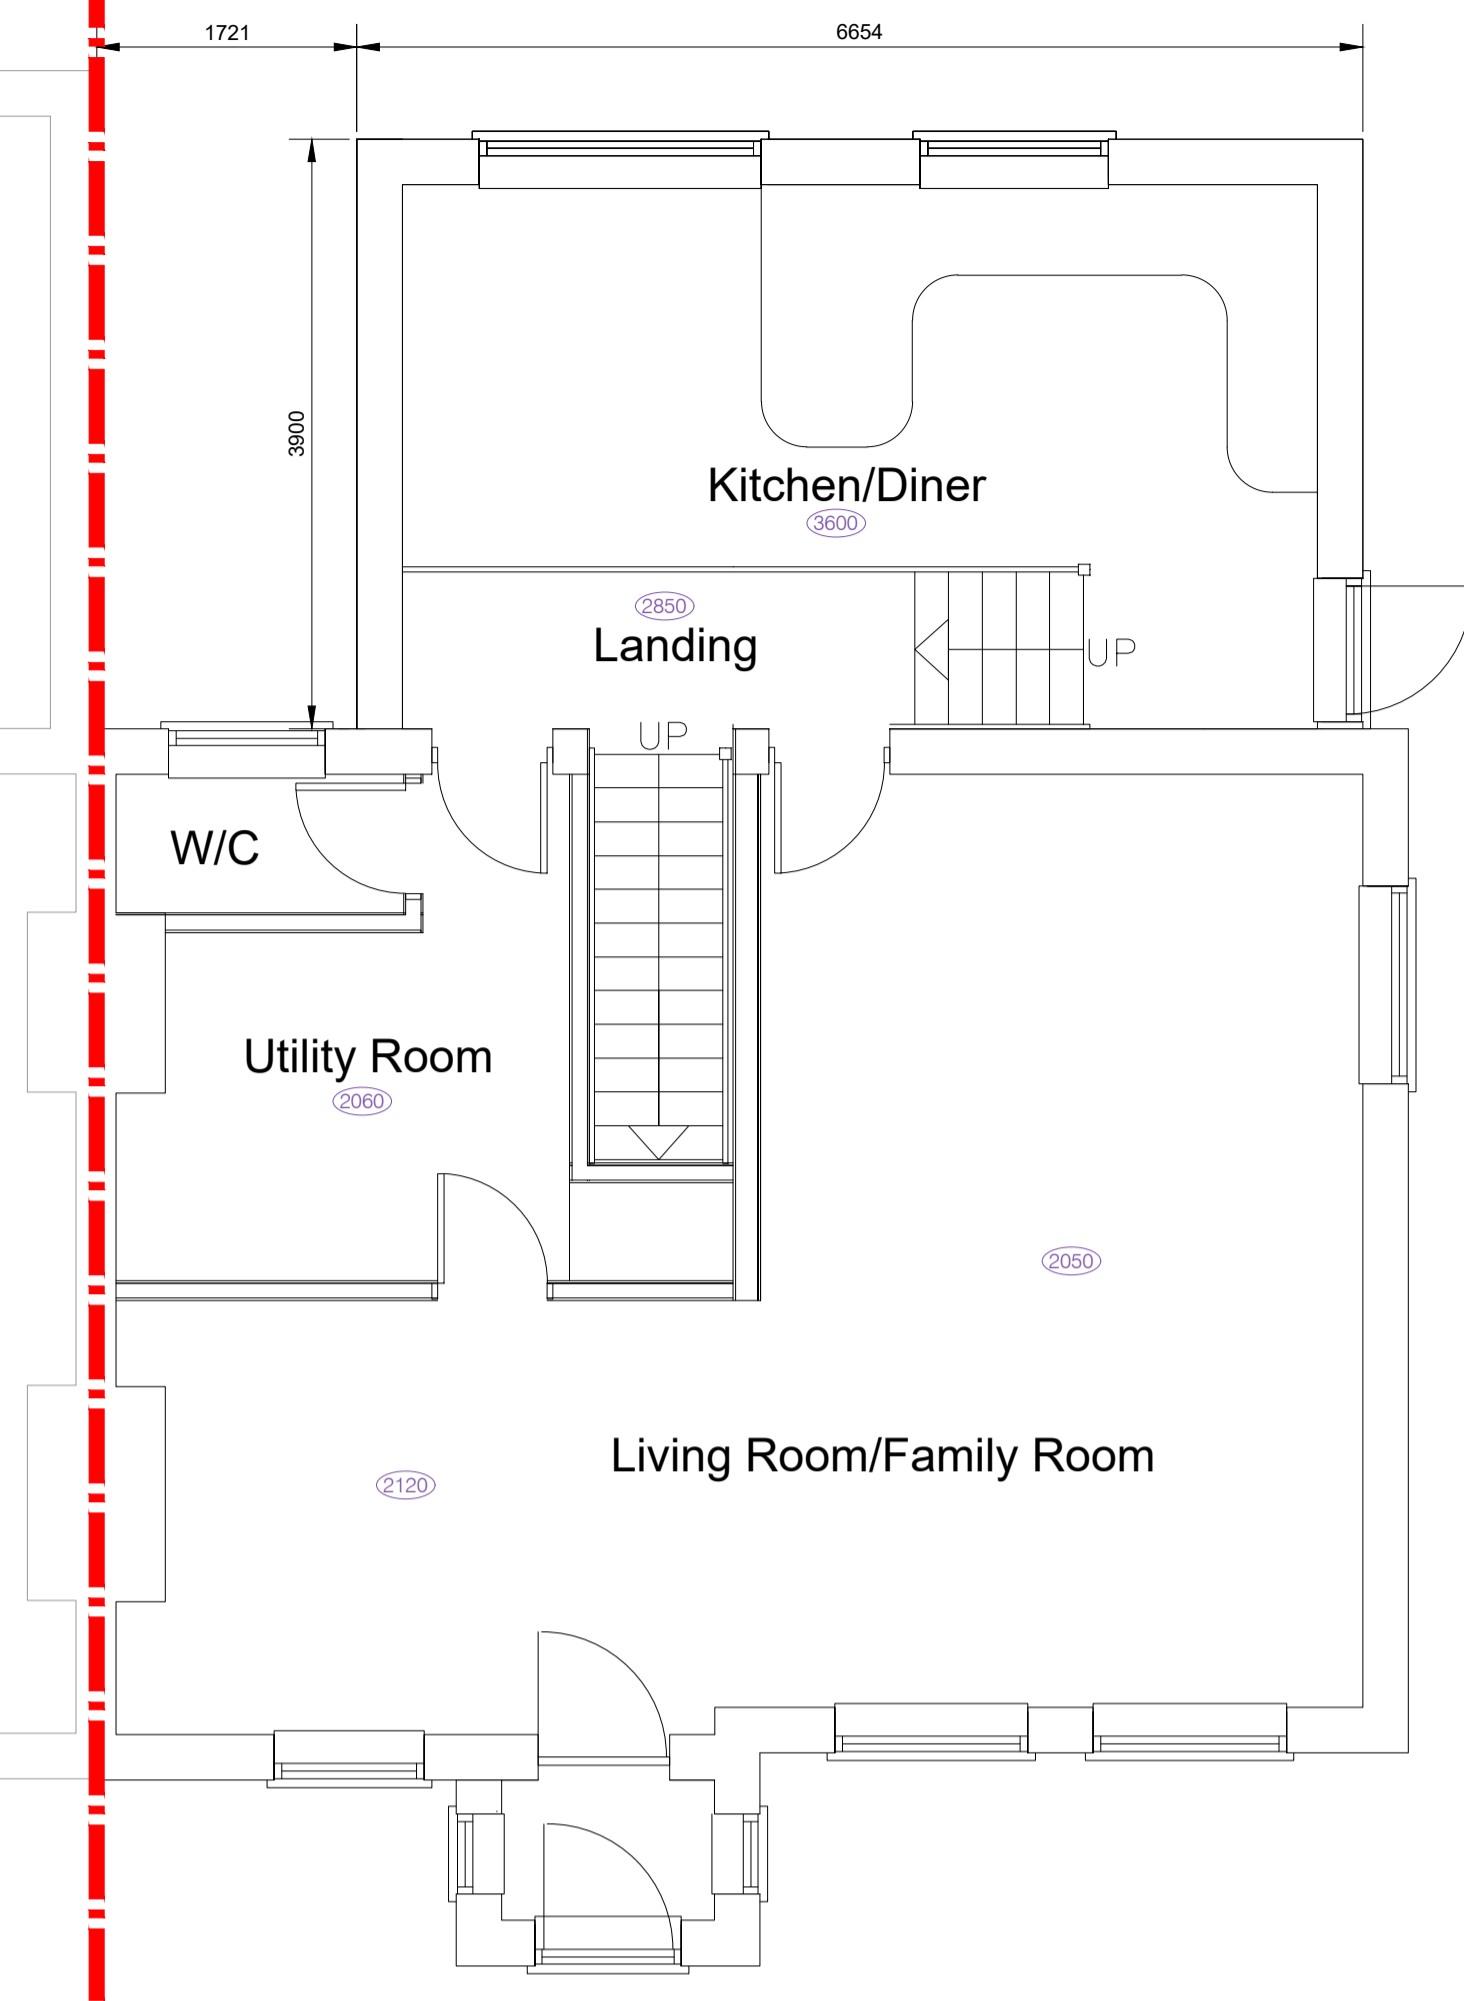 1721
6654
3900
Kitchen/Diner
3600
2850
Landing
UP
UP
W/C
Utility Room
2060
2050
Living Room/Family Room
2120